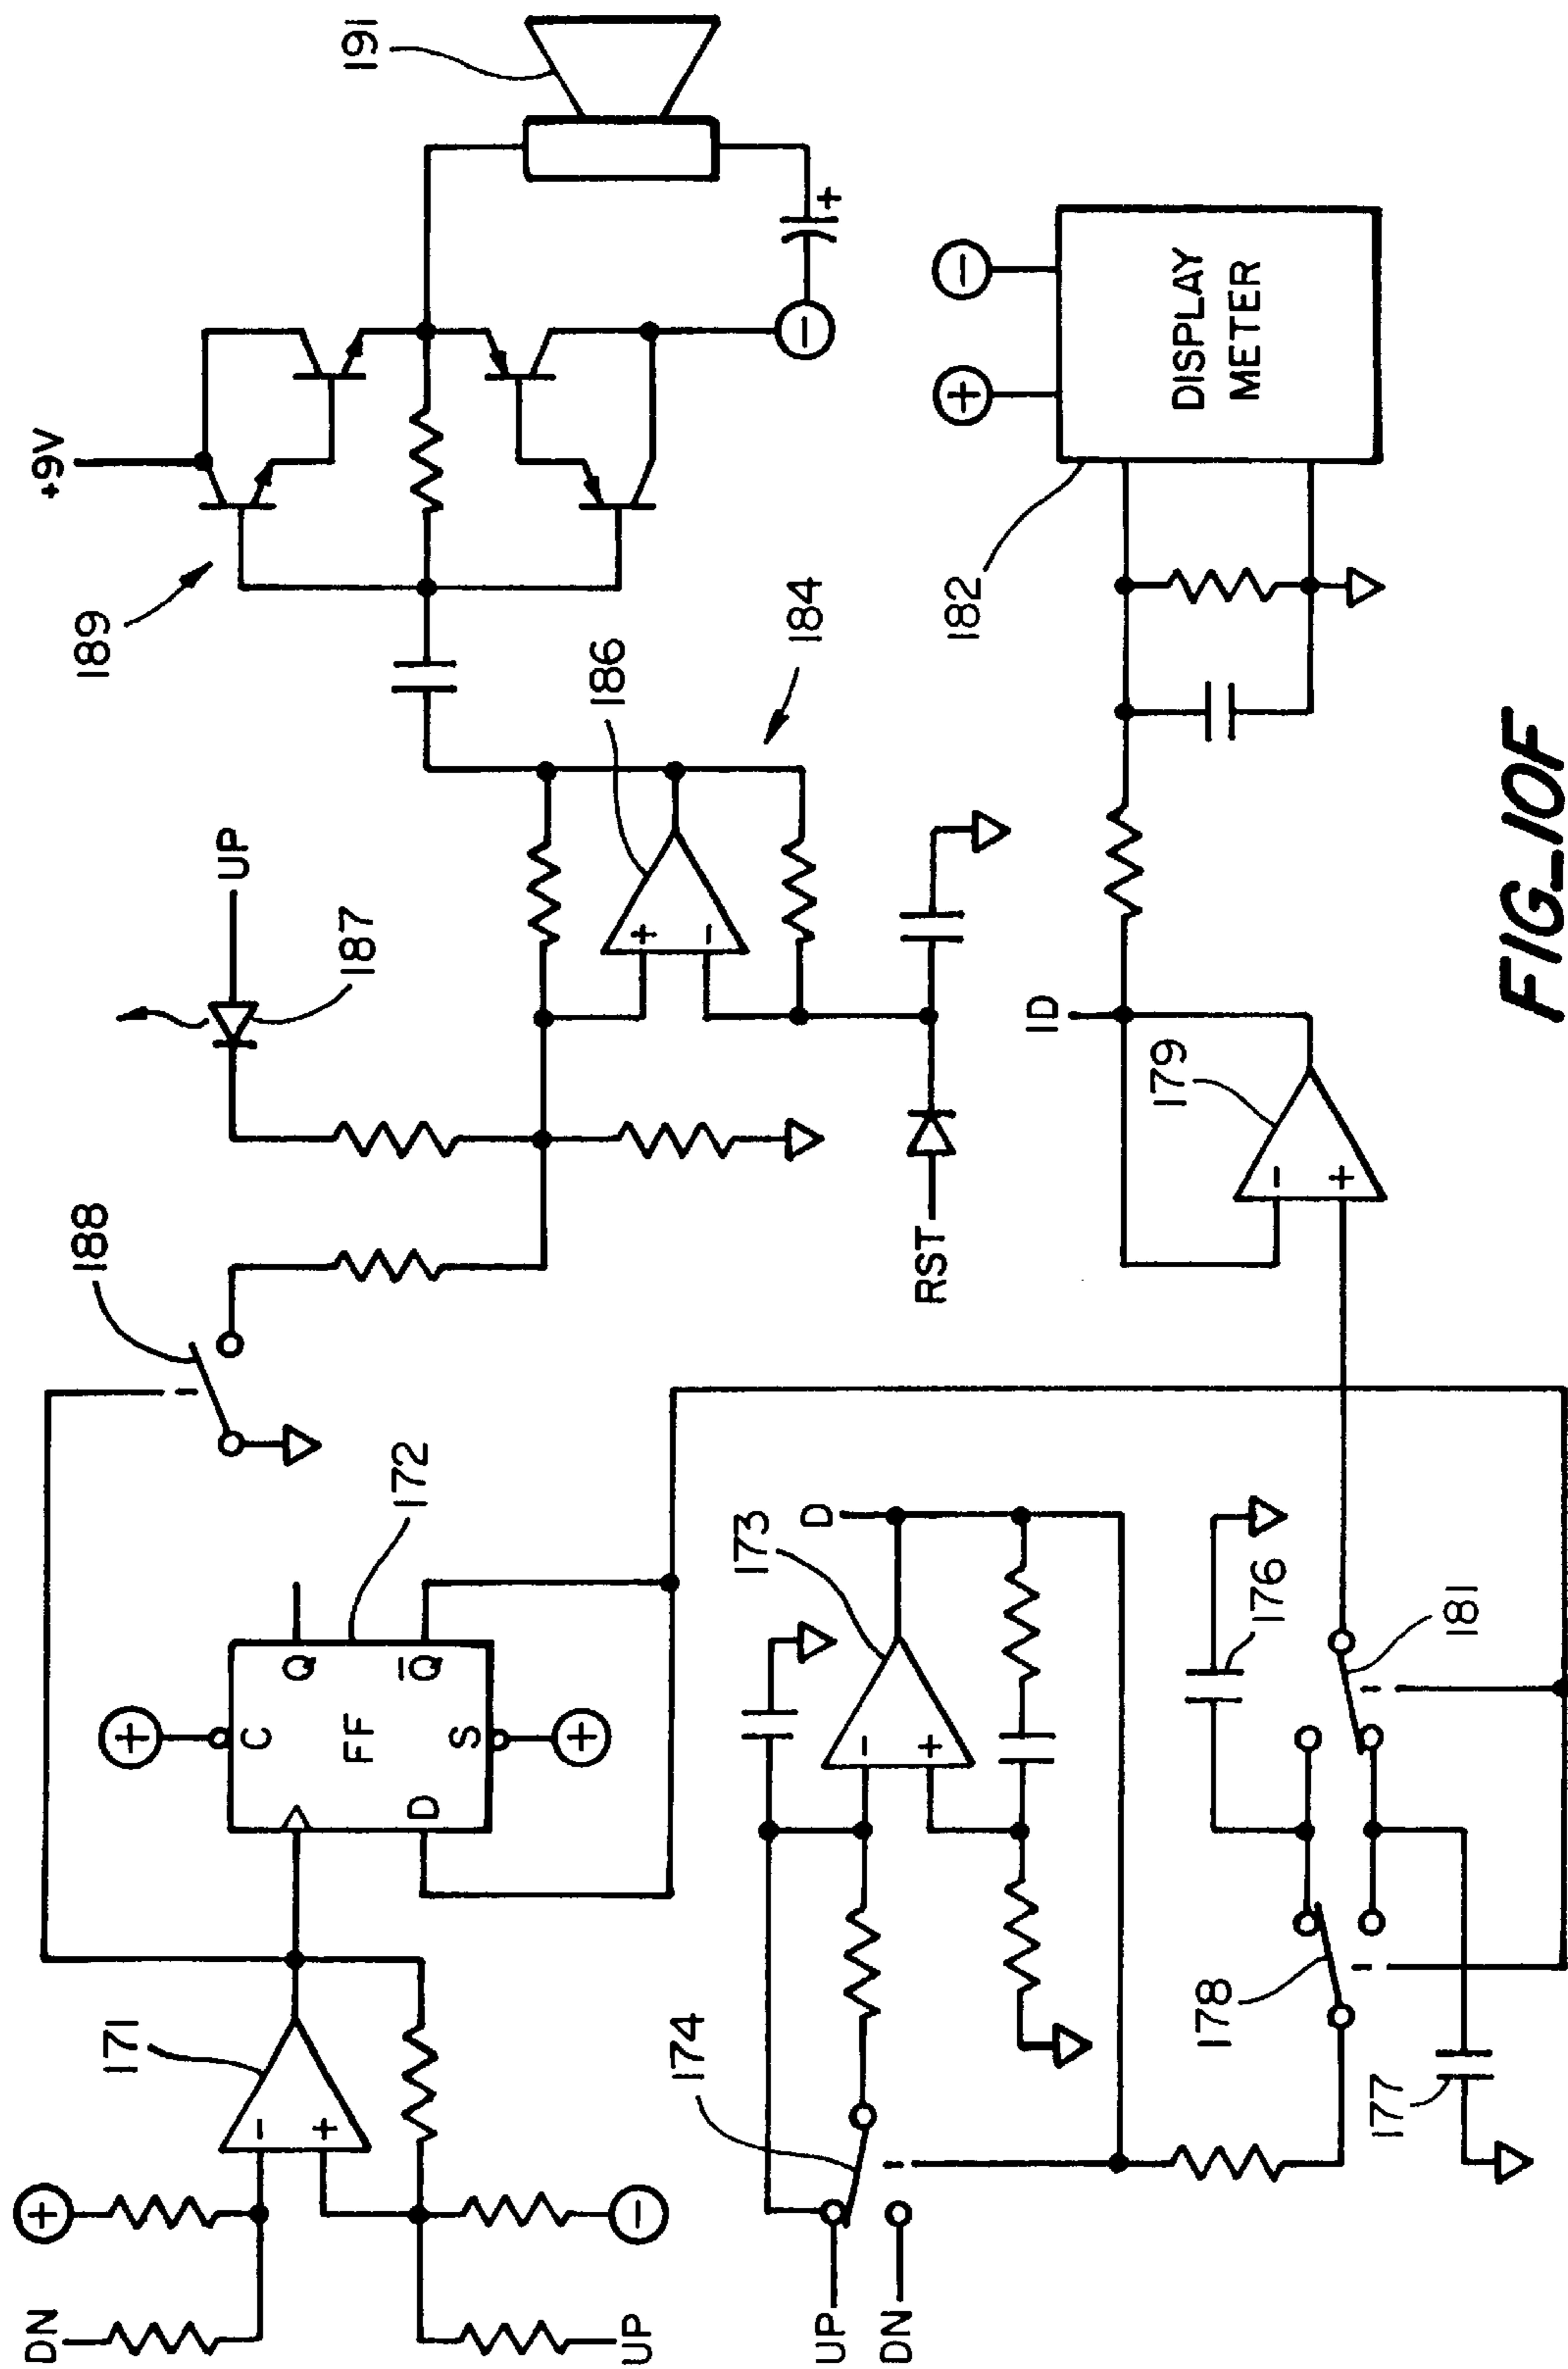 DN
UP
171
+
-
-
+
C
FF
S
D
Q
Q̅
+
+
172
188
187
UP
186
+
-
184
RST
189
+9V
191
+
-
UP
DN
174
173
-
+
D
178
177
176
181
179
-
+
ID
182
DISPLAY
METER
+
-
FIG_10F